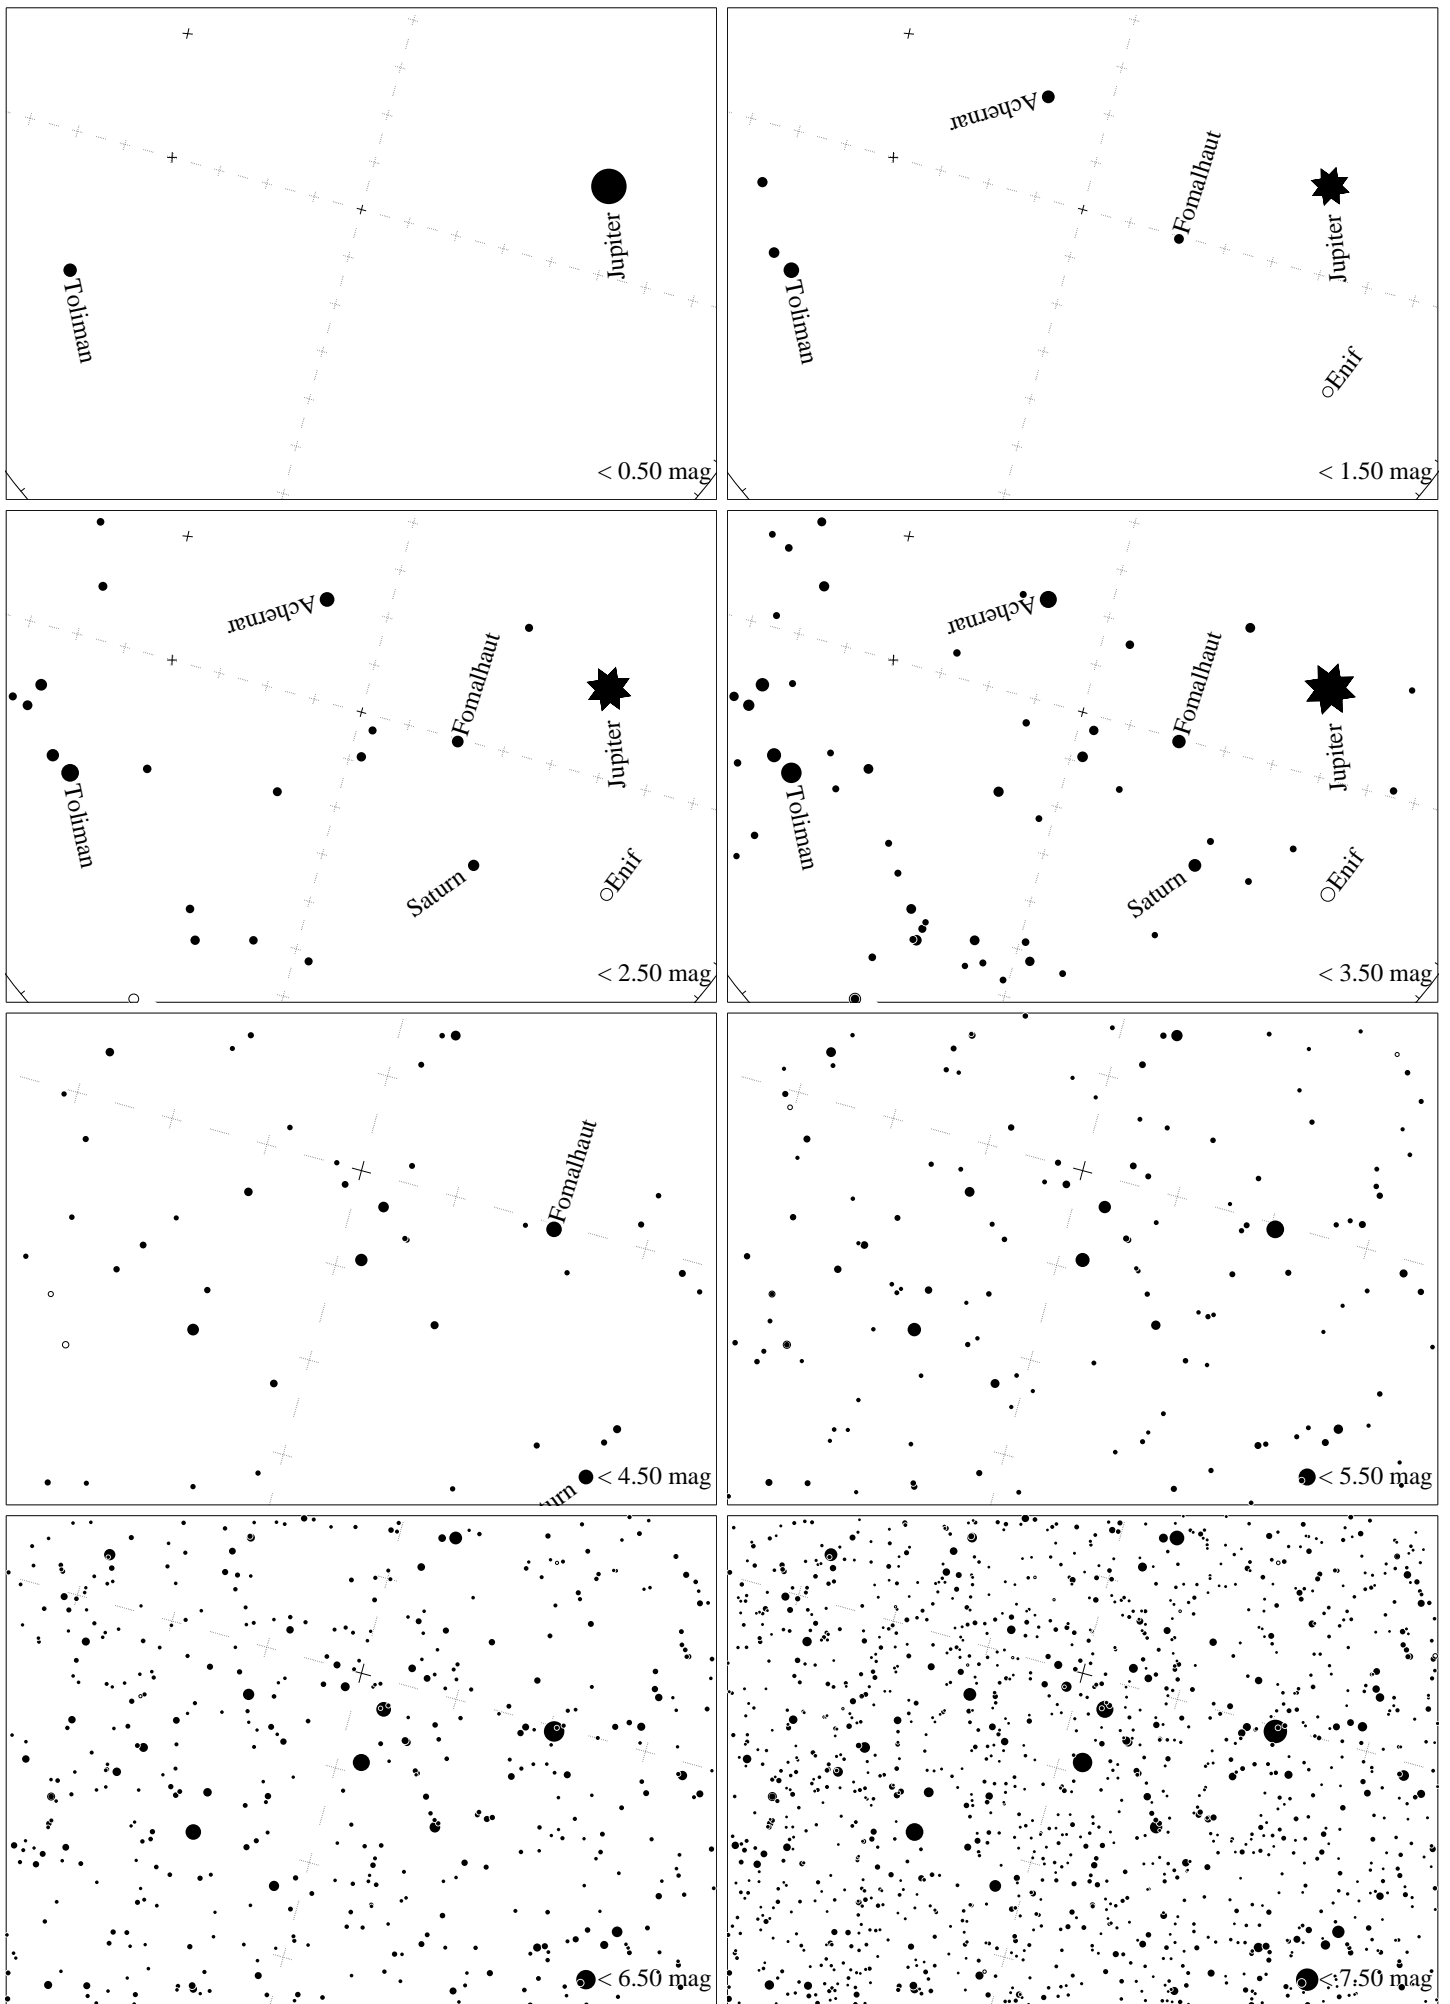 Jupiter
Toliman
< 0.50 mag
Achernar
Fomalhaut
Jupiter
Toliman
Enif
< 1.50 mag
Achernar
Fomalhaut
Jupiter
Toliman
Saturn
Enif
< 2.50 mag
Achernar
Fomalhaut
Jupiter
Toliman
Saturn
Enif
< 3.50 mag
Fomalhaut
urn
< 4.50 mag
< 5.50 mag
< 6.50 mag
< 7.50 mag